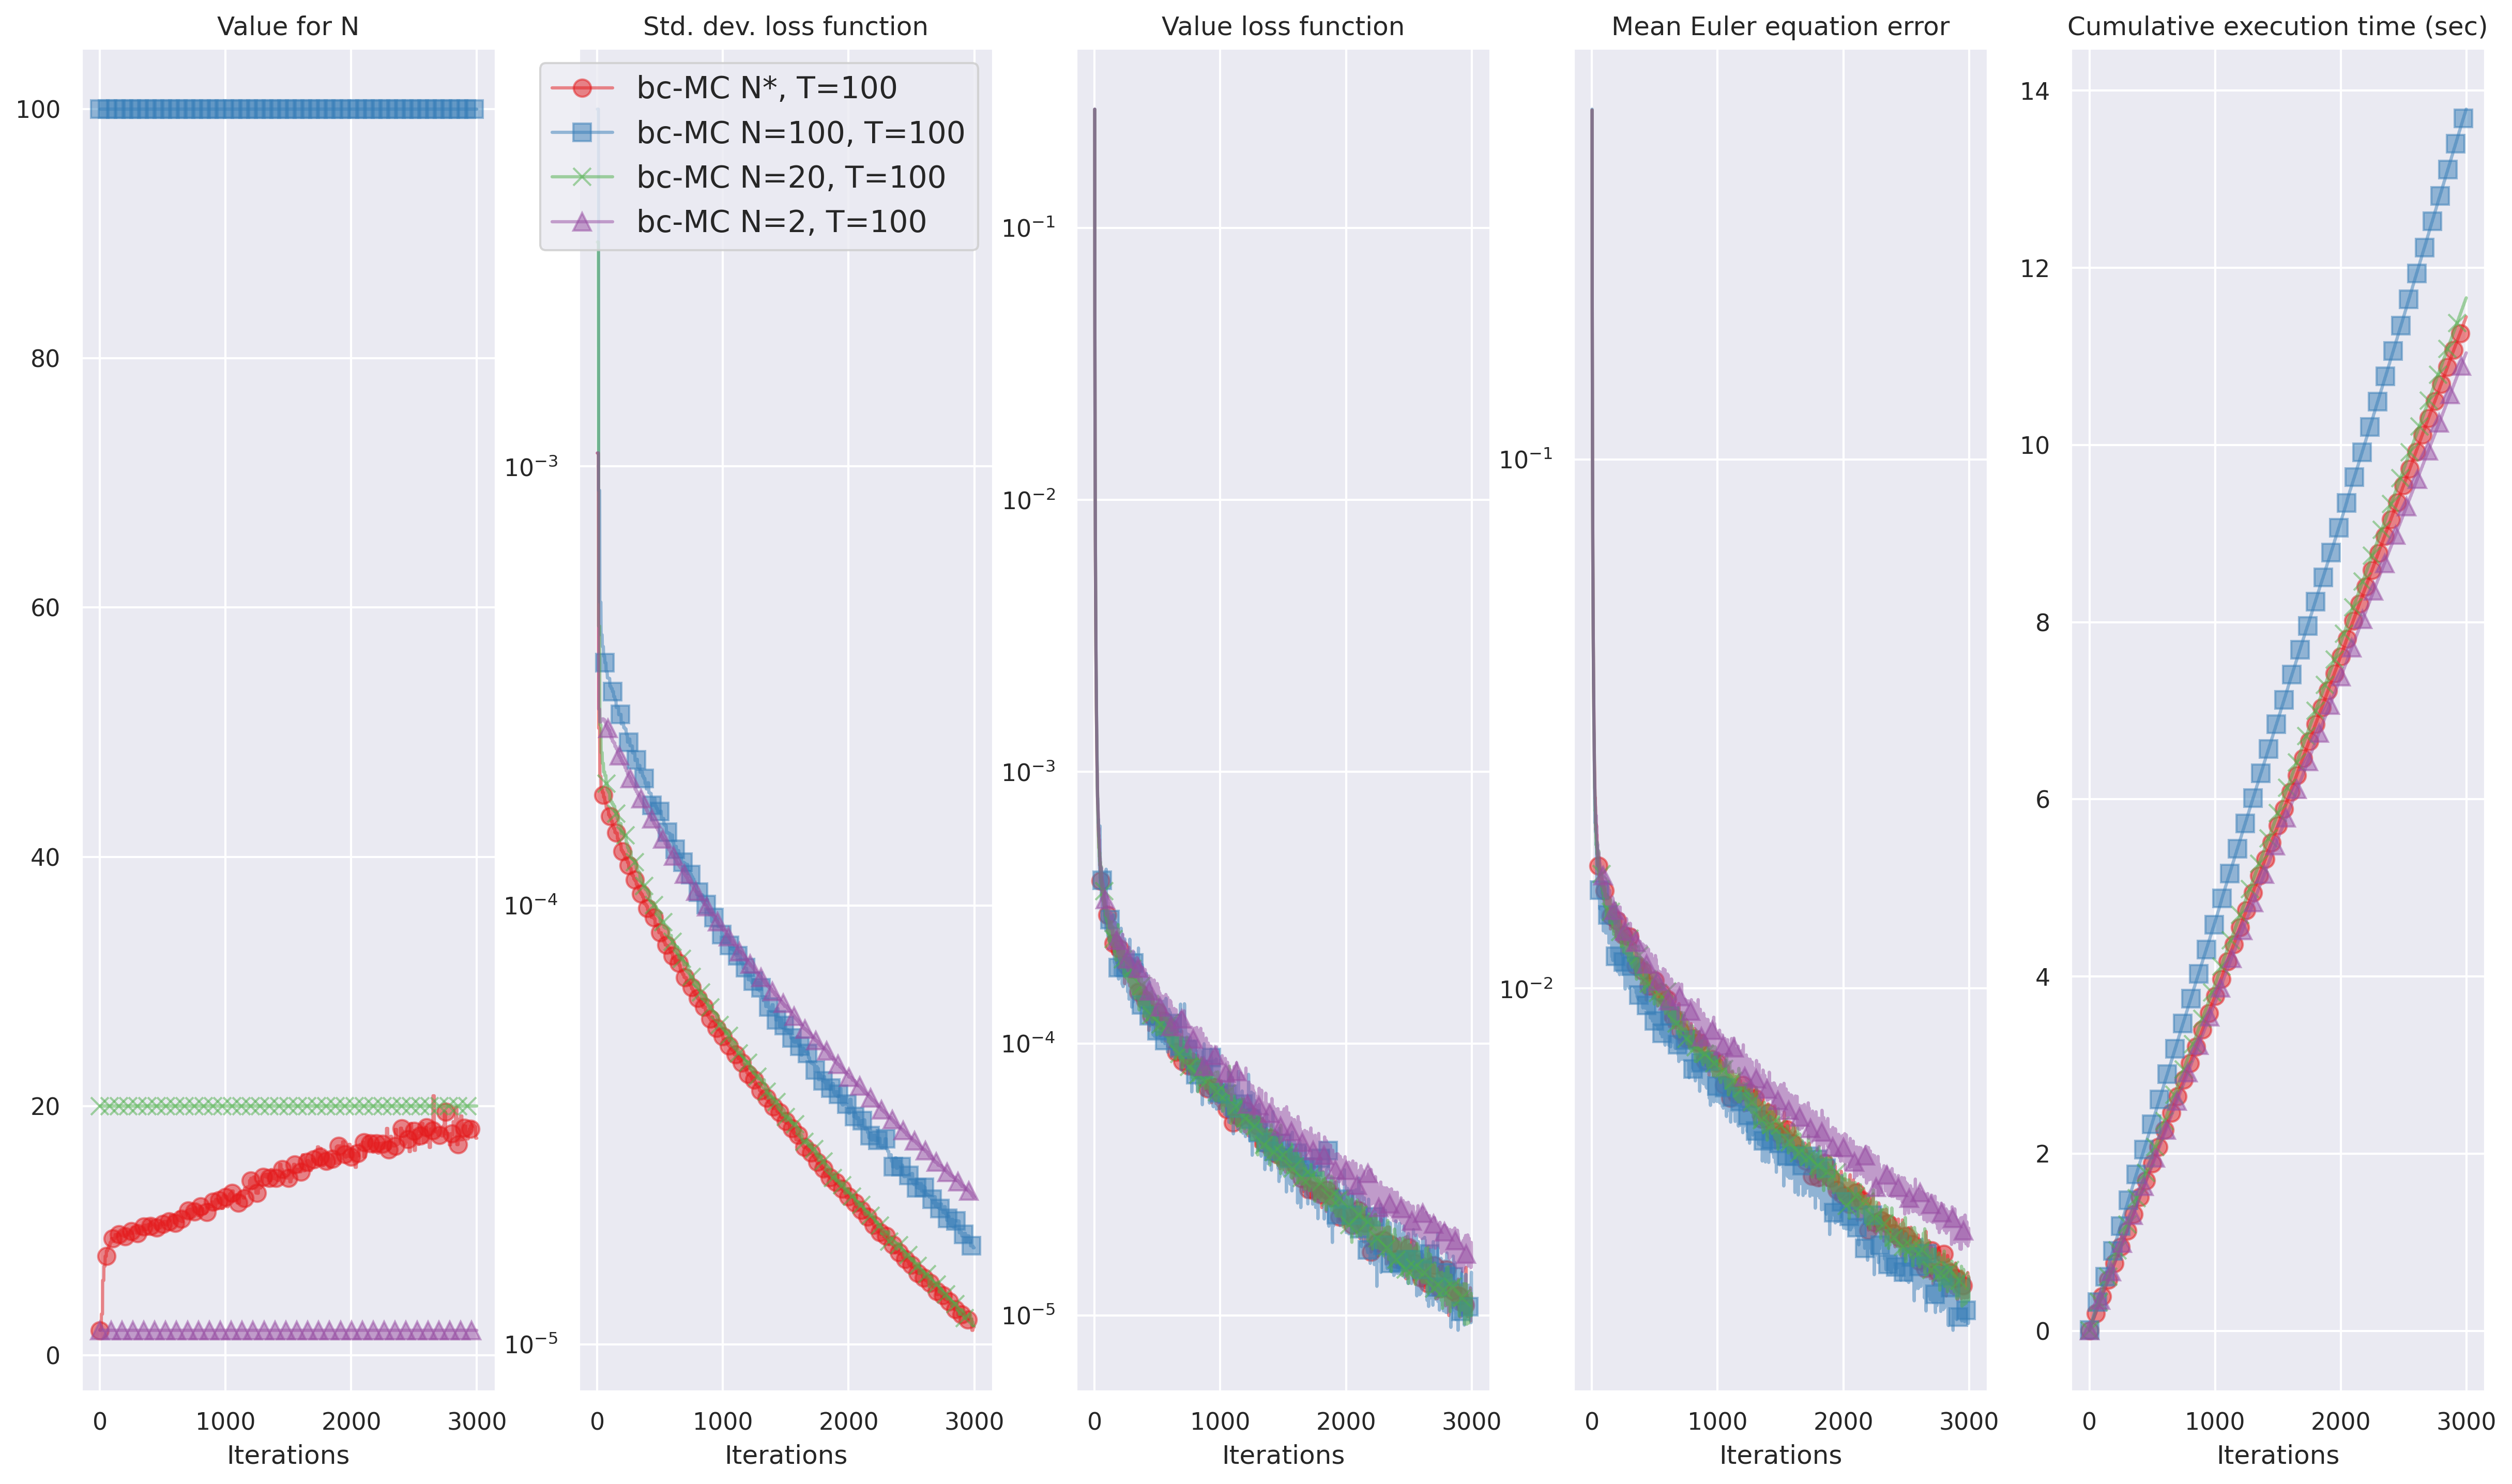 Value for N
Std. dev. loss function
Value loss function
Mean Euler equation error
Cumulative execution time (sec)
bc-MC N*, T=100
bc-MC N=100, T=100
bc-MC N=20, T=100
bc-MC N=2, T=100
100
80
60
40
20
0
10⁻³
10⁻⁴
10⁻⁵
10⁻¹
10⁻²
10⁻³
10⁻⁴
10⁻⁵
10⁻¹
10⁻²
14
12
10
8
6
4
2
0
0 1000 2000 3000
Iterations
0 1000 2000 3000
Iterations
0 1000 2000 3000
Iterations
0 1000 2000 3000
Iterations
0 1000 2000 3000
Iterations